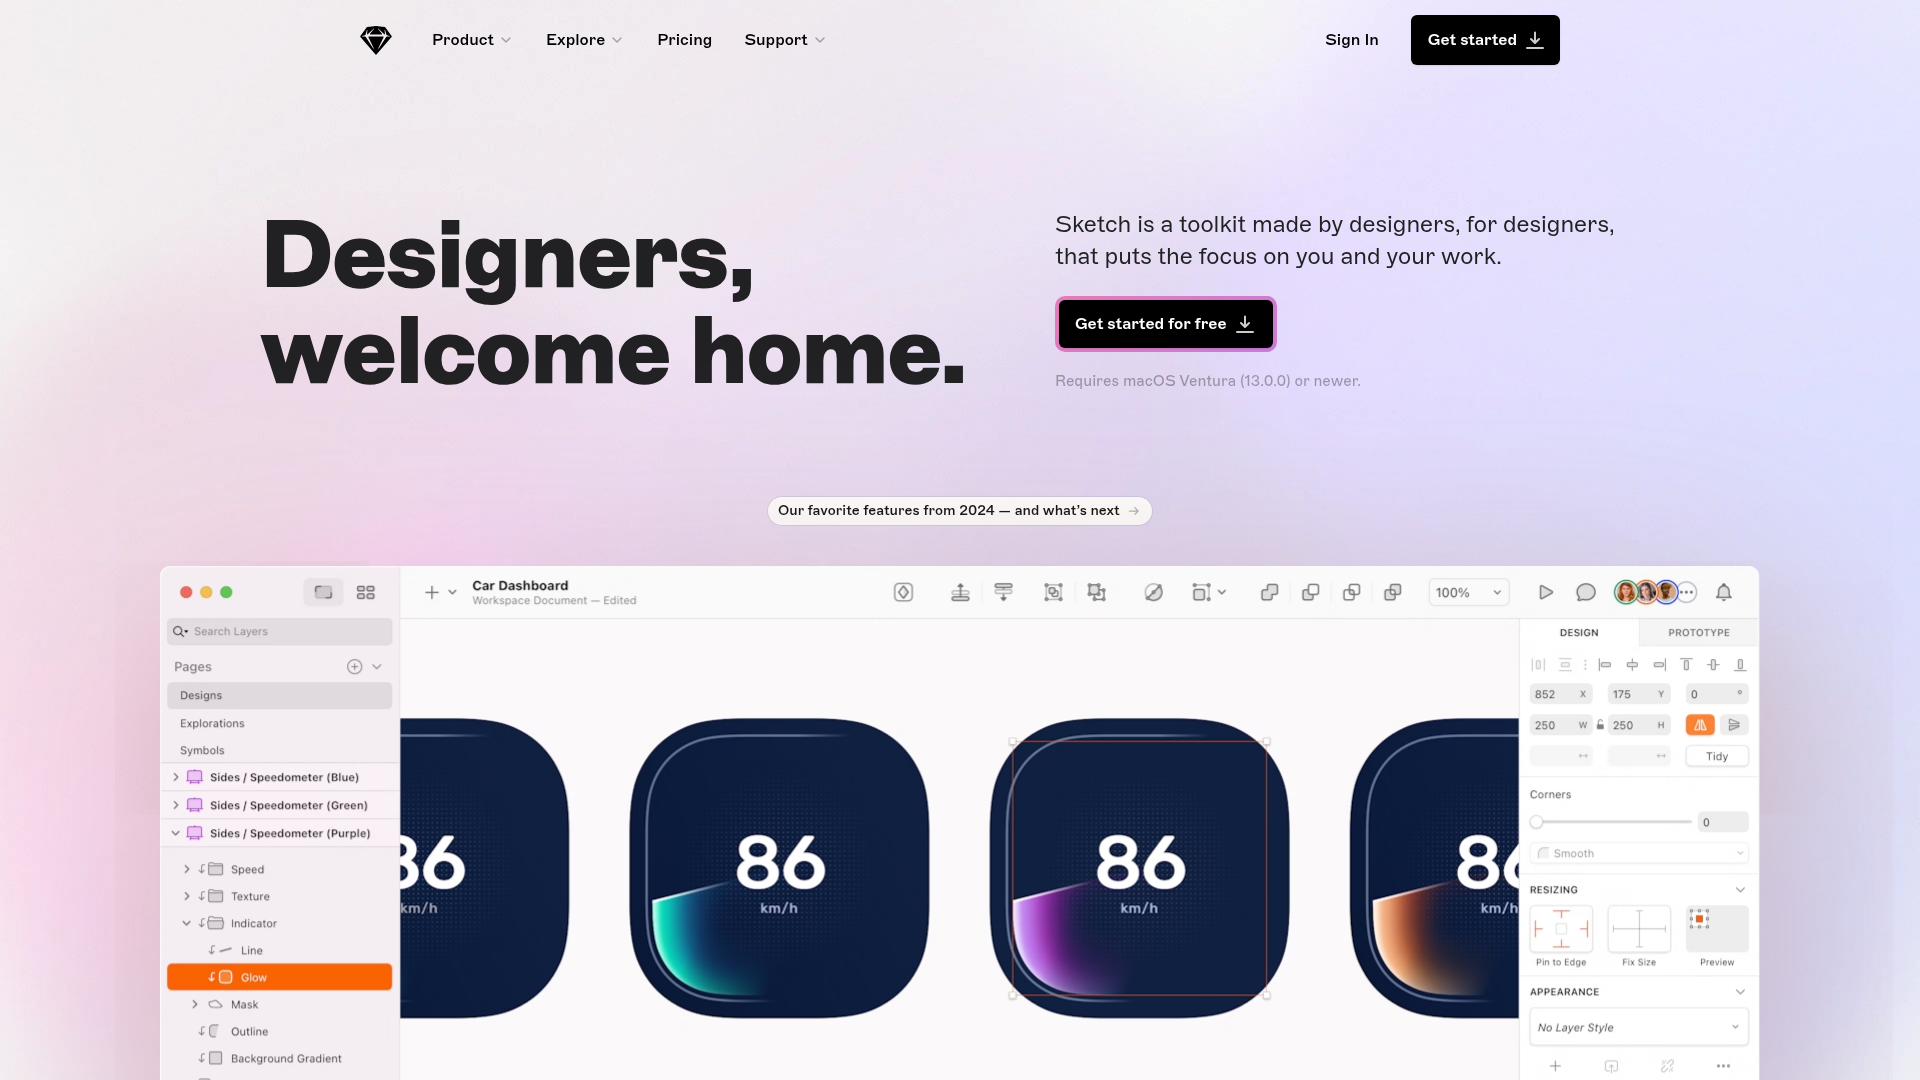 Product
Explore
Pricing
Support
Sign In
Get started
Designers,
welcome home.
Sketch is a toolkit made by designers, for designers,
that puts the focus on you and your work.
Get started for free
Requires macOS Ventura (13.0.0) or newer.
Our favorite features from 2024 — and what's next →
Car Dashboard
Workspace Document — Edited
100%
Search Layers
Pages
Designs
Explorations
Symbols
Sides / Speedometer (Blue)
Sides / Speedometer (Green)
Sides / Speedometer (Purple)
Speed
Texture
Indicator
Line
Glow
Mask
Outline
Background Gradient
86
km/h
86
km/h
86
km/h
86
km/h
DESIGN
PROTOTYPE
852 X
175 Y
0 °
250 W
250 H
Tidy
Corners
0
Smooth
RESIZING
Pin to Edge
Fix Size
Preview
APPEARANCE
No Layer Style